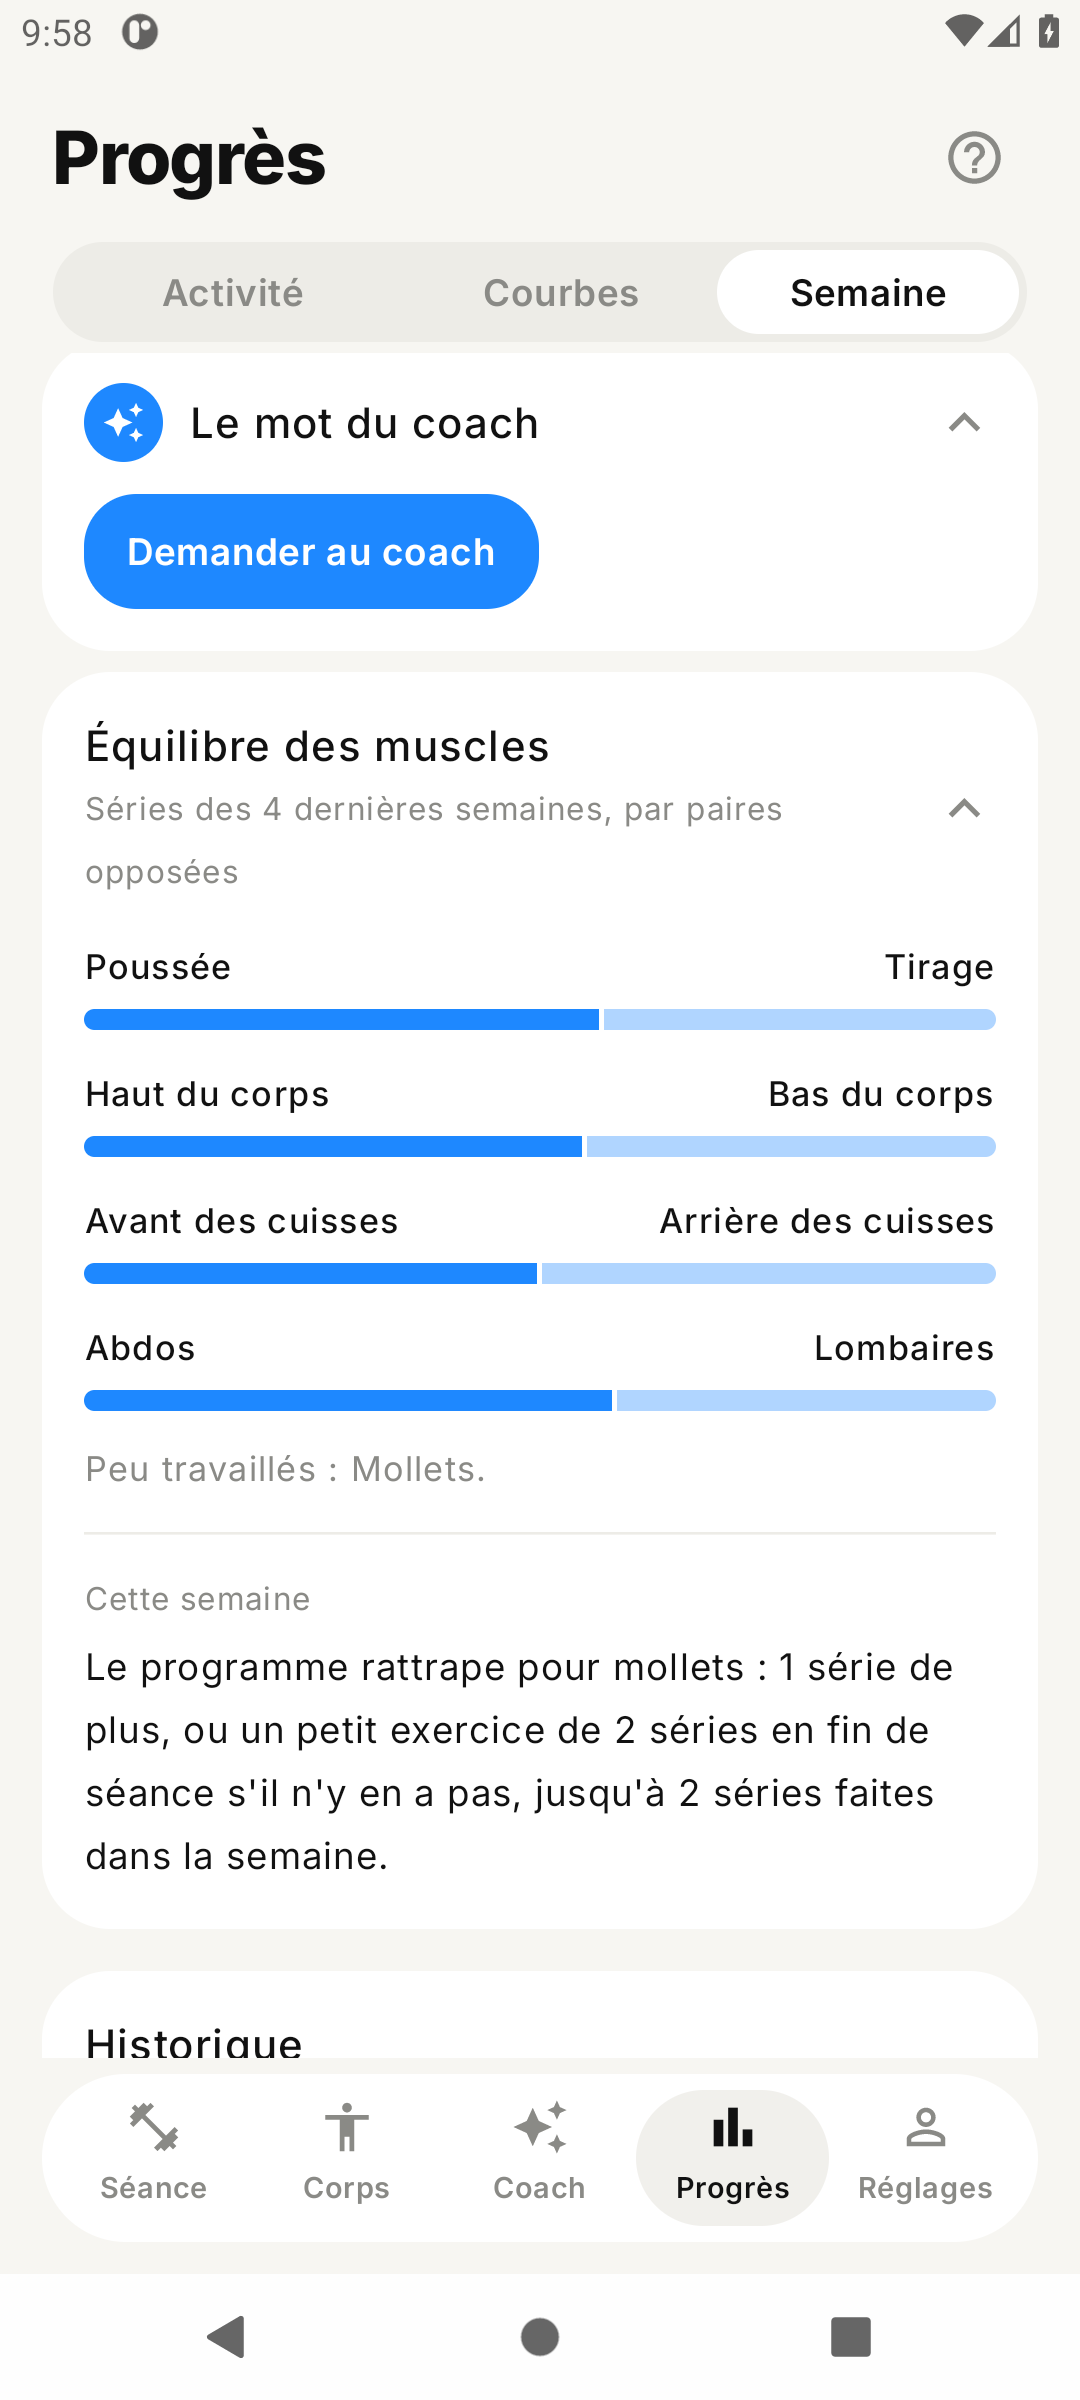 9:58
Progrès
Activité
Courbes
Semaine
Le mot du coach
Demander au coach
Équilibre des muscles
Séries des 4 dernières semaines, par paires
opposées
Poussée
Tirage
Haut du corps
Bas du corps
Avant des cuisses
Arrière des cuisses
Abdos
Lombaires
Peu travaillés : Mollets.
Cette semaine
Le programme rattrape pour mollets : 1 série de
plus, ou un petit exercice de 2 séries en fin de
séance s'il n'y en a pas, jusqu'à 2 séries faites
dans la semaine.
Historique
Séance
Corps
Coach
Progrès
Réglages